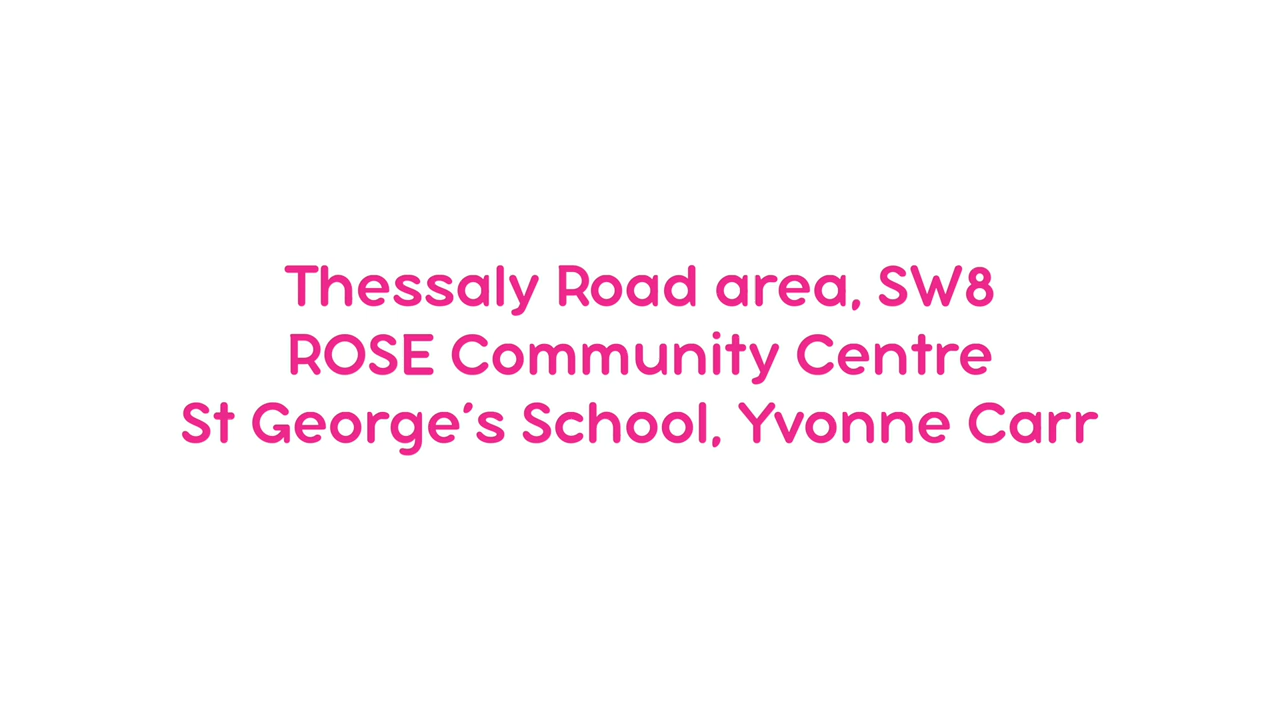 Thessaly Road area, SW8
ROSE Community Centre
St George's School, Yvonne Carr